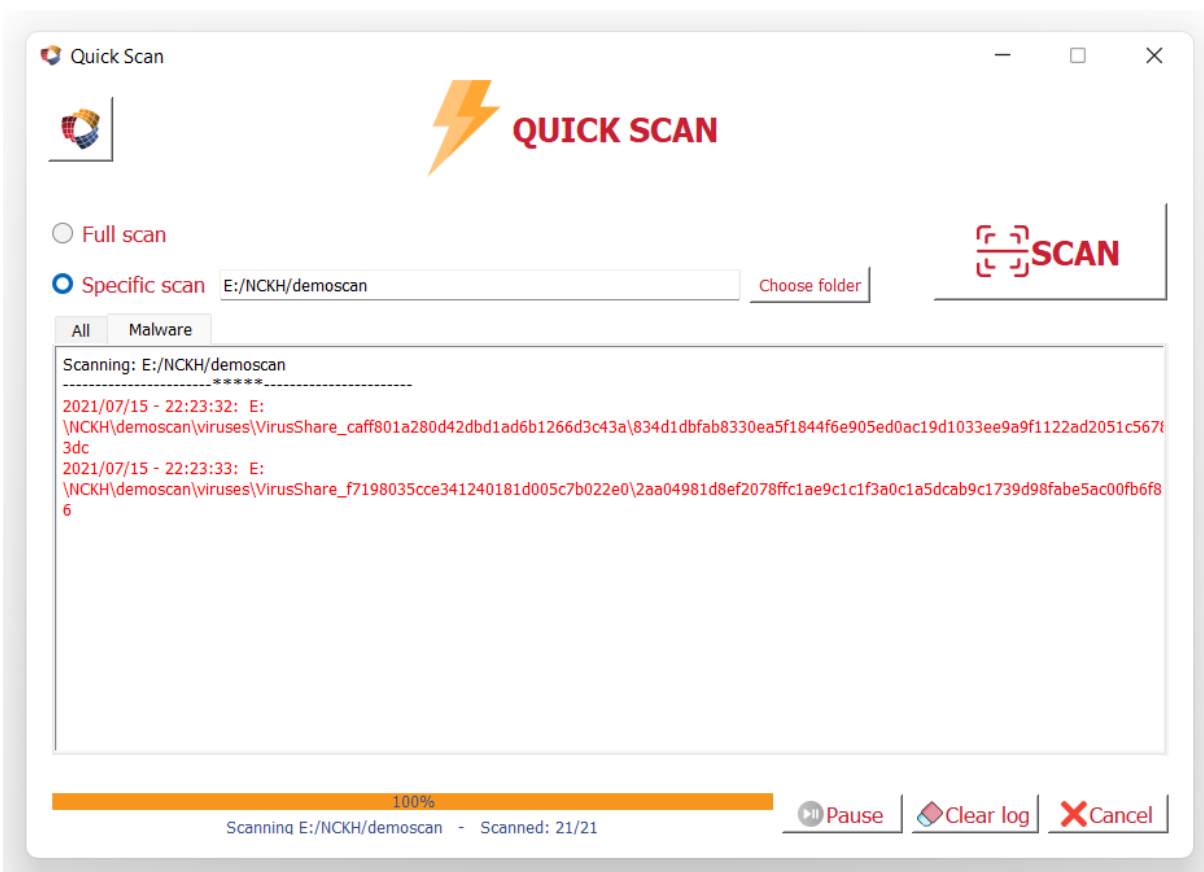 Quick Scan
QUICK SCAN
Full scan
SCAN
Specific scan E:/NCKH/demoscan Choose folder
All Malware
Scanning: E:/NCKH/demoscan
-----------------------*****-----------------------
2021/07/15 - 22:23:32: E:
\NCKH\demoscan\viruses\VirusShare_caff801a280d42dbd1ad6b1266d3c43a\834d1dbfab8330ea5f1844f6e905ed0ac19d1033ee9a9f1122ad2051c5678
3dc
2021/07/15 - 22:23:33: E:
\NCKH\demoscan\viruses\VirusShare_f7198035cce341240181d005c7b022e0\2aa04981d8ef2078ffc1ae9c1c1f3a0c1a5dcab9c1739d98fabe5ac00fb6f8
6
100%
Scanning E:/NCKH/demoscan - Scanned: 21/21
Pause Clear log Cancel